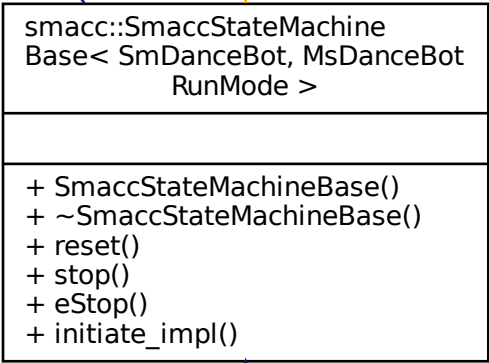 smacc::SmaccStateMachine
Base< SmDanceBot, MsDanceBot
RunMode >
+ SmaccStateMachineBase()
+ ~SmaccStateMachineBase()
+ reset()
+ stop()
+ eStop()
+ initiate_impl()